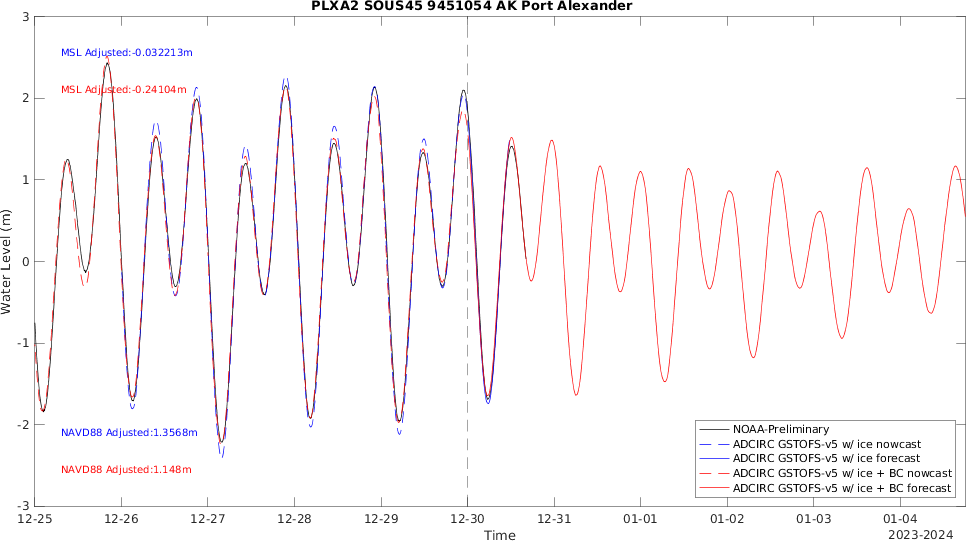 PLXA2 SOUS45 9451054 AK Port Alexander
3
2
1
0
-1
-2
-3
Water Level (m)
MSL Adjusted:-0.032213m
MSL Adjusted:-0.24104m
NAVD88 Adjusted:1.3568m
NAVD88 Adjusted:1.148m
NOAA-Preliminary
ADCIRC GSTOFS-v5 w/ ice nowcast
ADCIRC GSTOFS-v5 w/ ice forecast
ADCIRC GSTOFS-v5 w/ ice + BC nowcast
ADCIRC GSTOFS-v5 w/ ice + BC forecast
12-25 12-26 12-27 12-28 12-29 12-30 12-31 01-01 01-02 01-03 01-04
Time
2023-2024